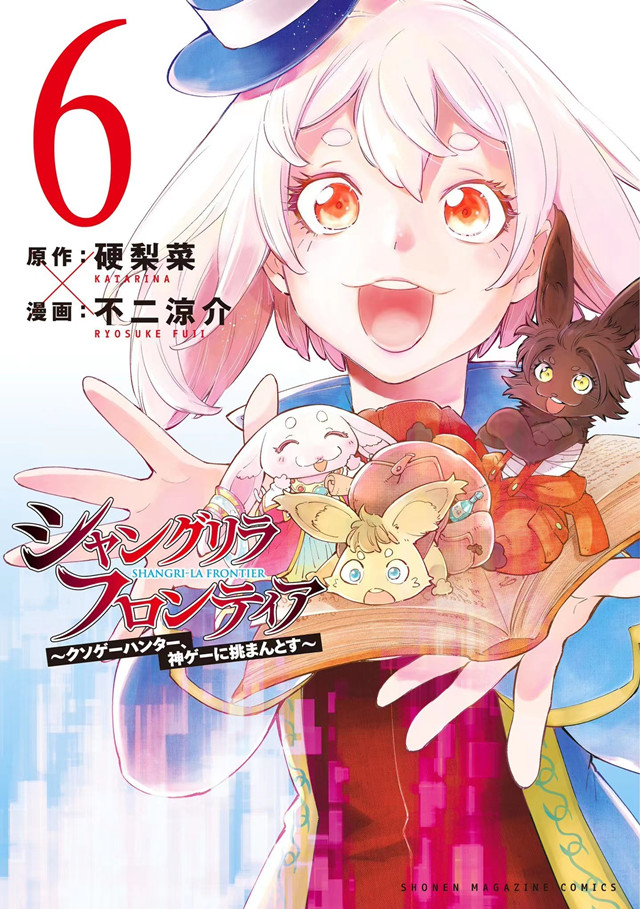 6
原作：硬梨菜
KATARINA
×
漫画：不二涼介
RYOSUKE FUJI
シャングリラ
SHANGRI-LA FRONTIER
フロンティア
～クソゲーハンター、
神ゲーに挑まんとす～
SHONEN MAGAZINE COMICS